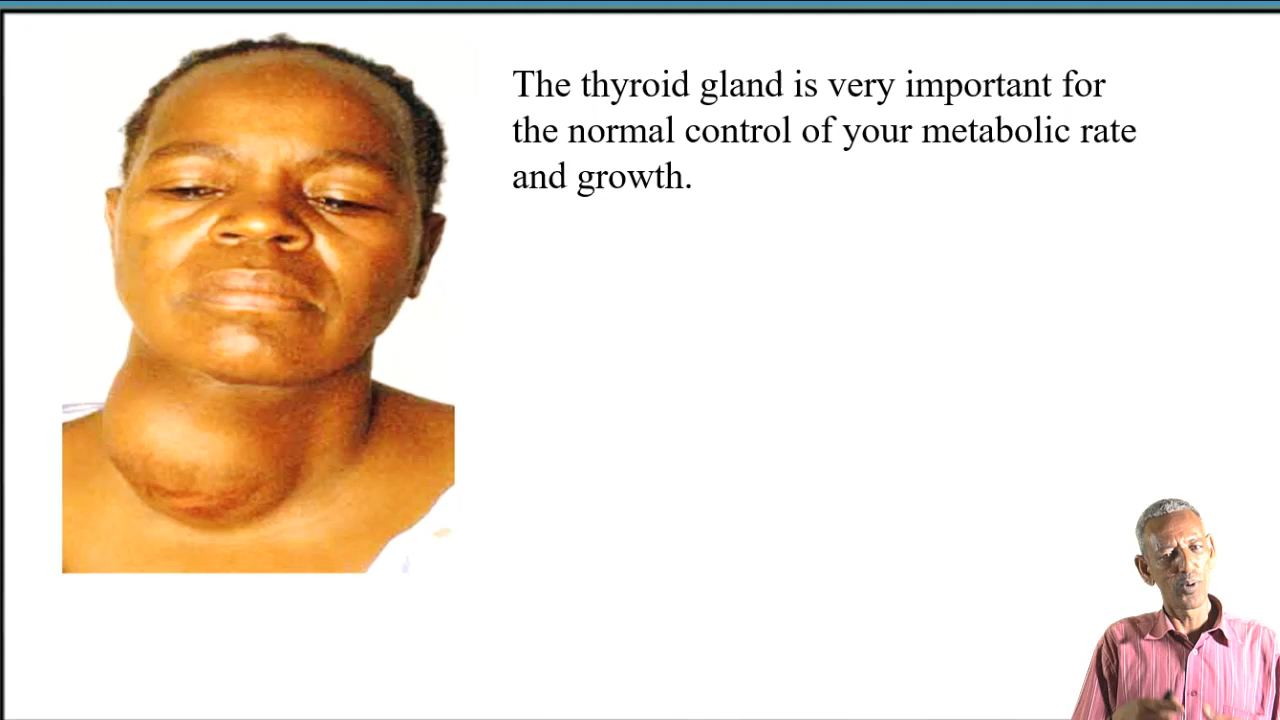 The thyroid gland is very important for
the normal control of your metabolic rate
and growth.